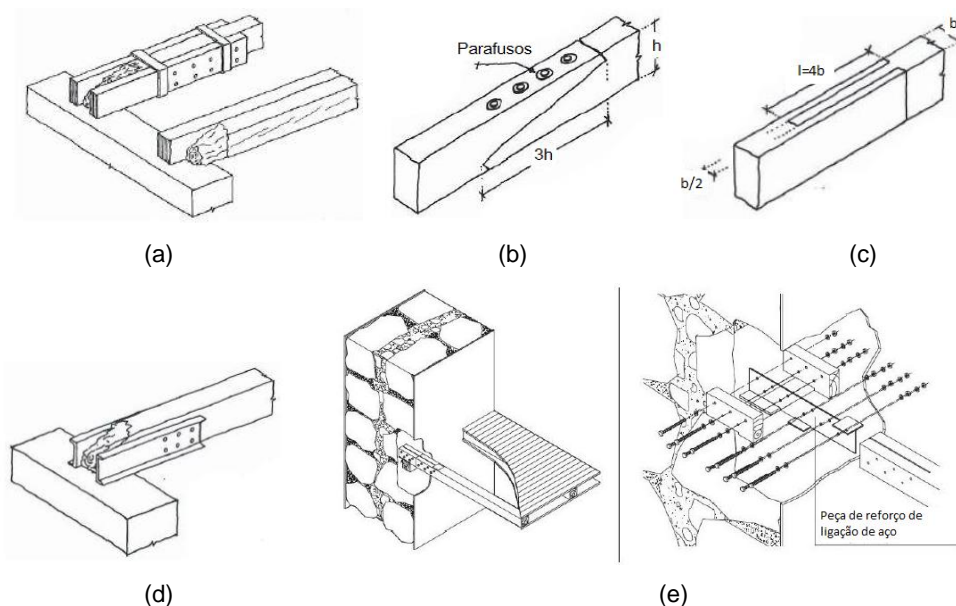 Parafusos
h
3h
b
l=4b
b/2
(a)
(b)
(c)
Peça de reforço de
ligação de aço
(d)
(e)